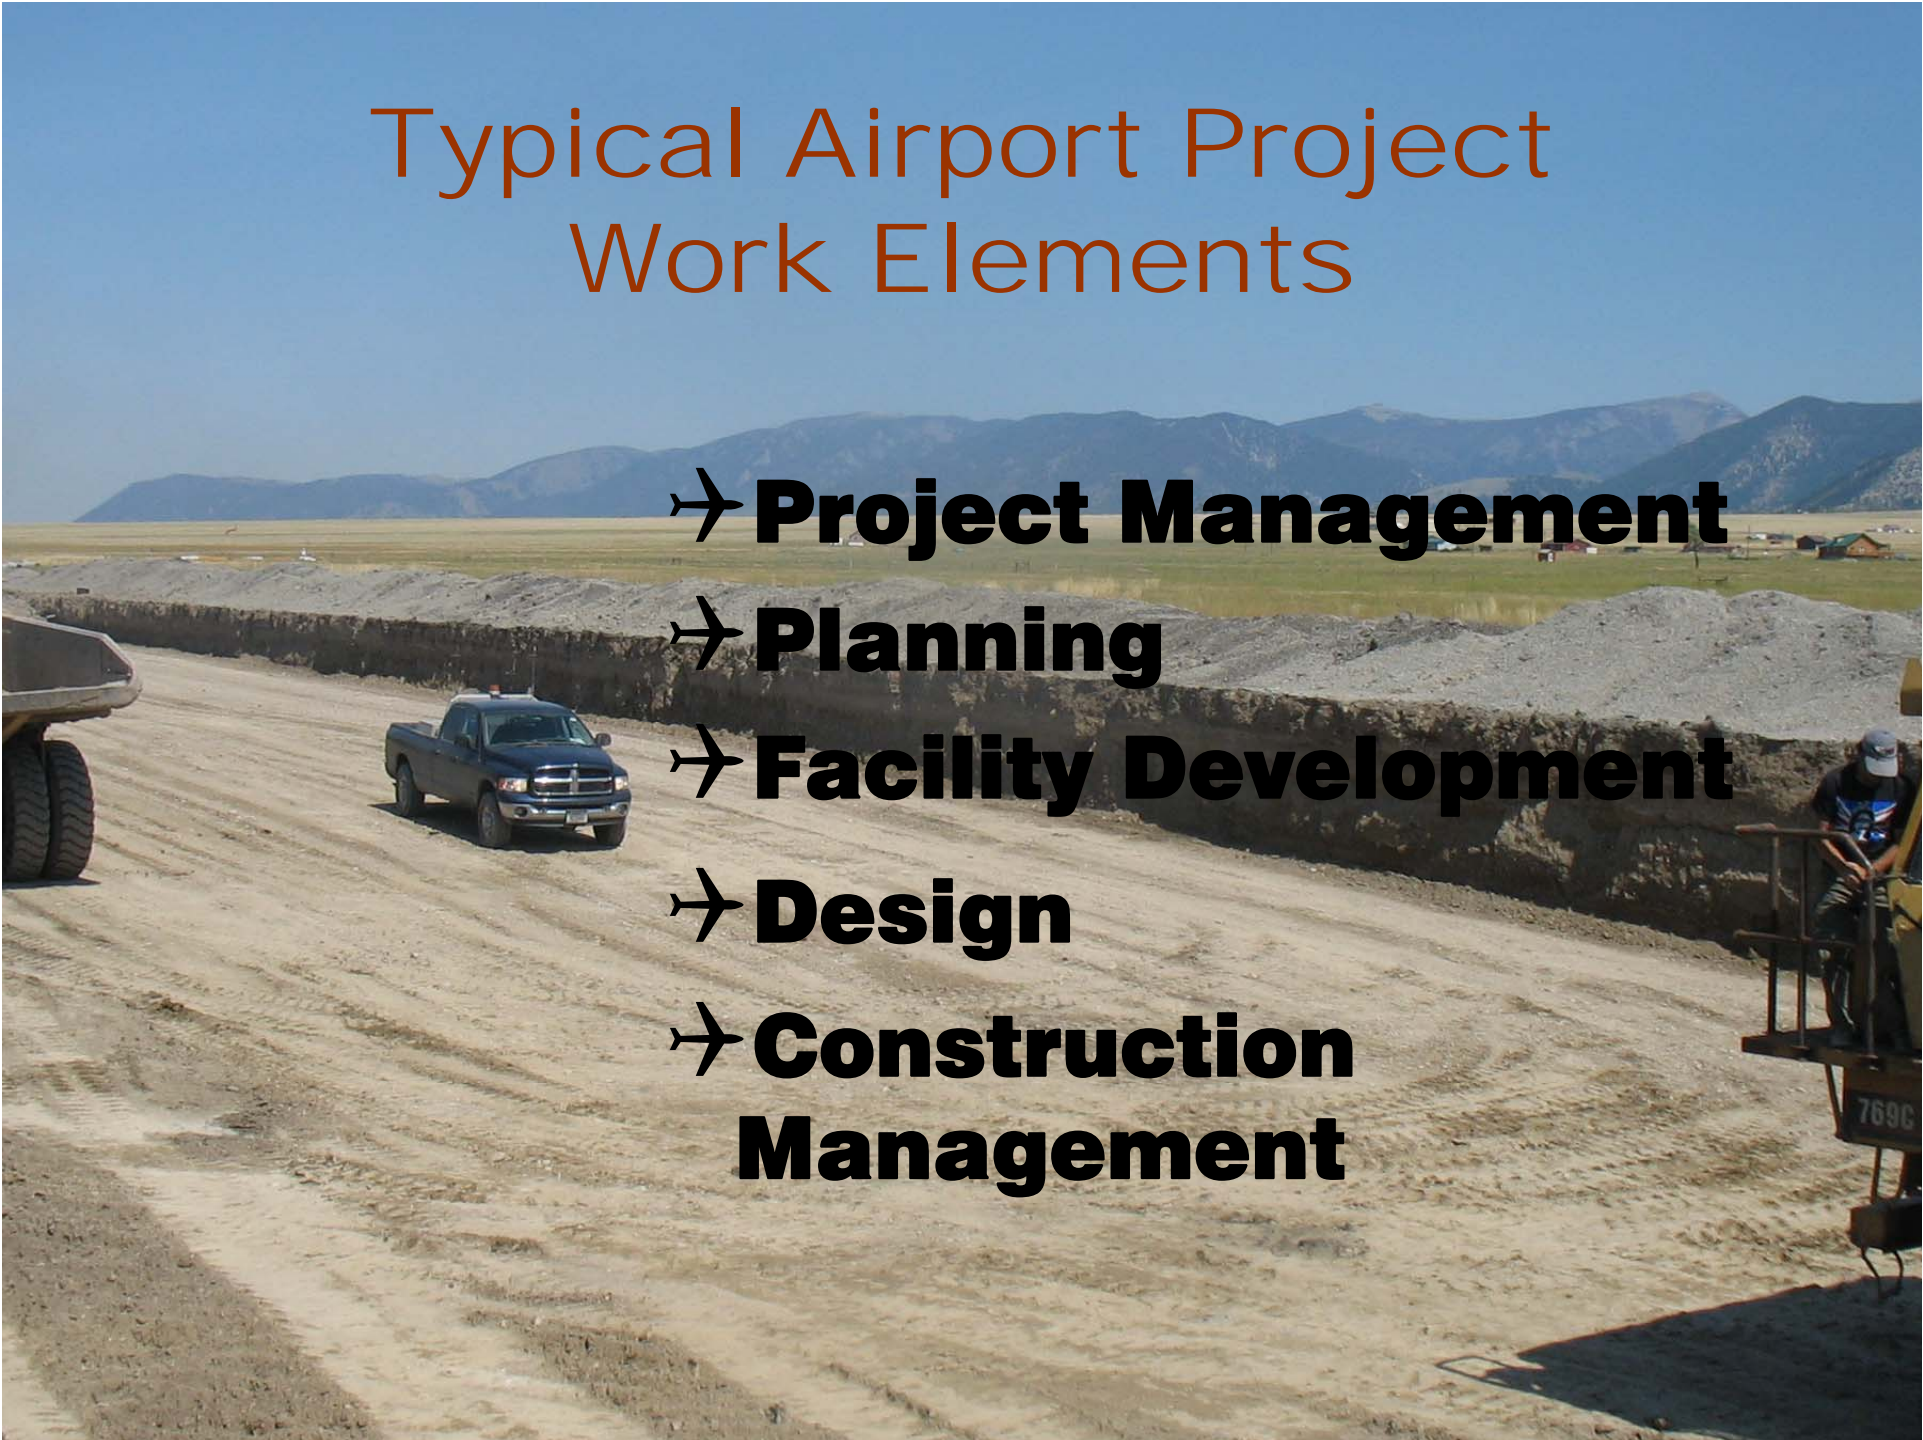 Typical Airport Project
Work Elements
✈Project Management
✈Planning
✈Facility Development
✈Design
✈Construction
Management
769C